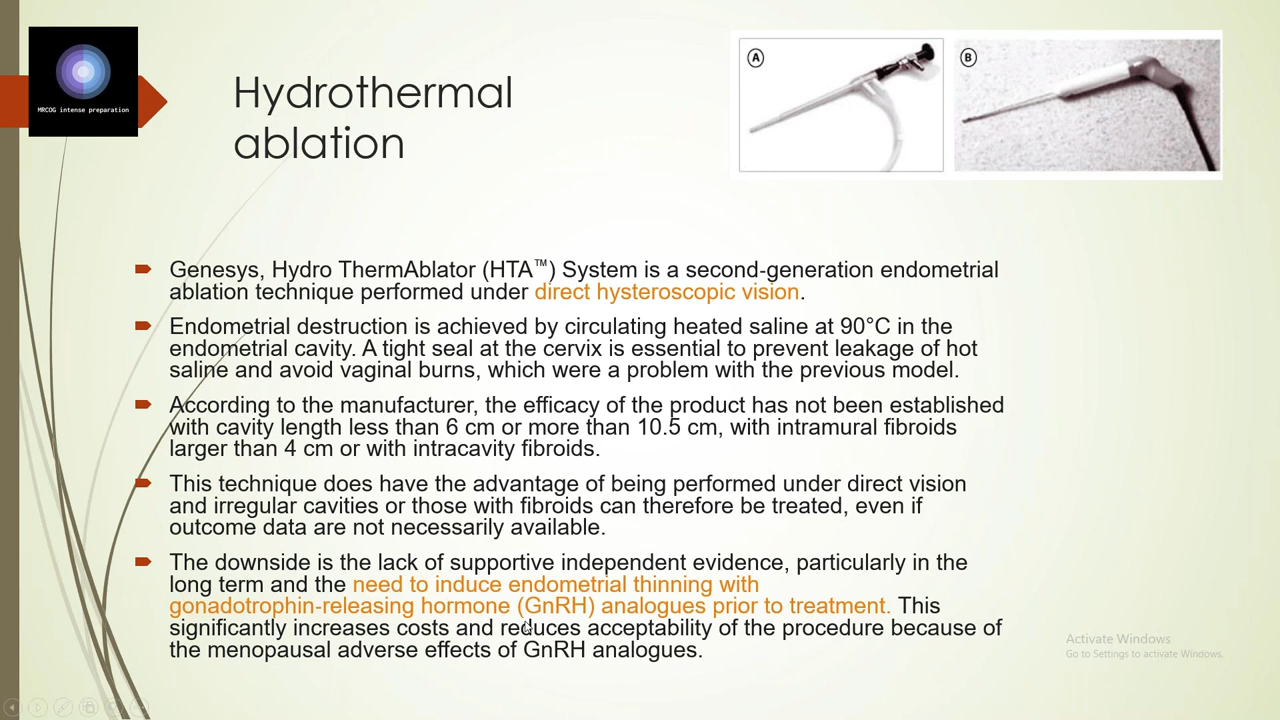 MRCOG intense preparation
Hydrothermal
ablation
A
B
Genesys, Hydro ThermAblator (HTA™) System is a second-generation endometrial
ablation technique performed under direct hysteroscopic vision.
Endometrial destruction is achieved by circulating heated saline at 90°C in the
endometrial cavity. A tight seal at the cervix is essential to prevent leakage of hot
saline and avoid vaginal burns, which were a problem with the previous model.
According to the manufacturer, the efficacy of the product has not been established
with cavity length less than 6 cm or more than 10.5 cm, with intramural fibroids
larger than 4 cm or with intracavity fibroids.
This technique does have the advantage of being performed under direct vision
and irregular cavities or those with fibroids can therefore be treated, even if
outcome data are not necessarily available.
The downside is the lack of supportive independent evidence, particularly in the
long term and the need to induce endometrial thinning with
gonadotrophin-releasing hormone (GnRH) analogues prior to treatment. This
significantly increases costs and reduces acceptability of the procedure because of
the menopausal adverse effects of GnRH analogues.
Activate Windows
Go to Settings to activate Windows.